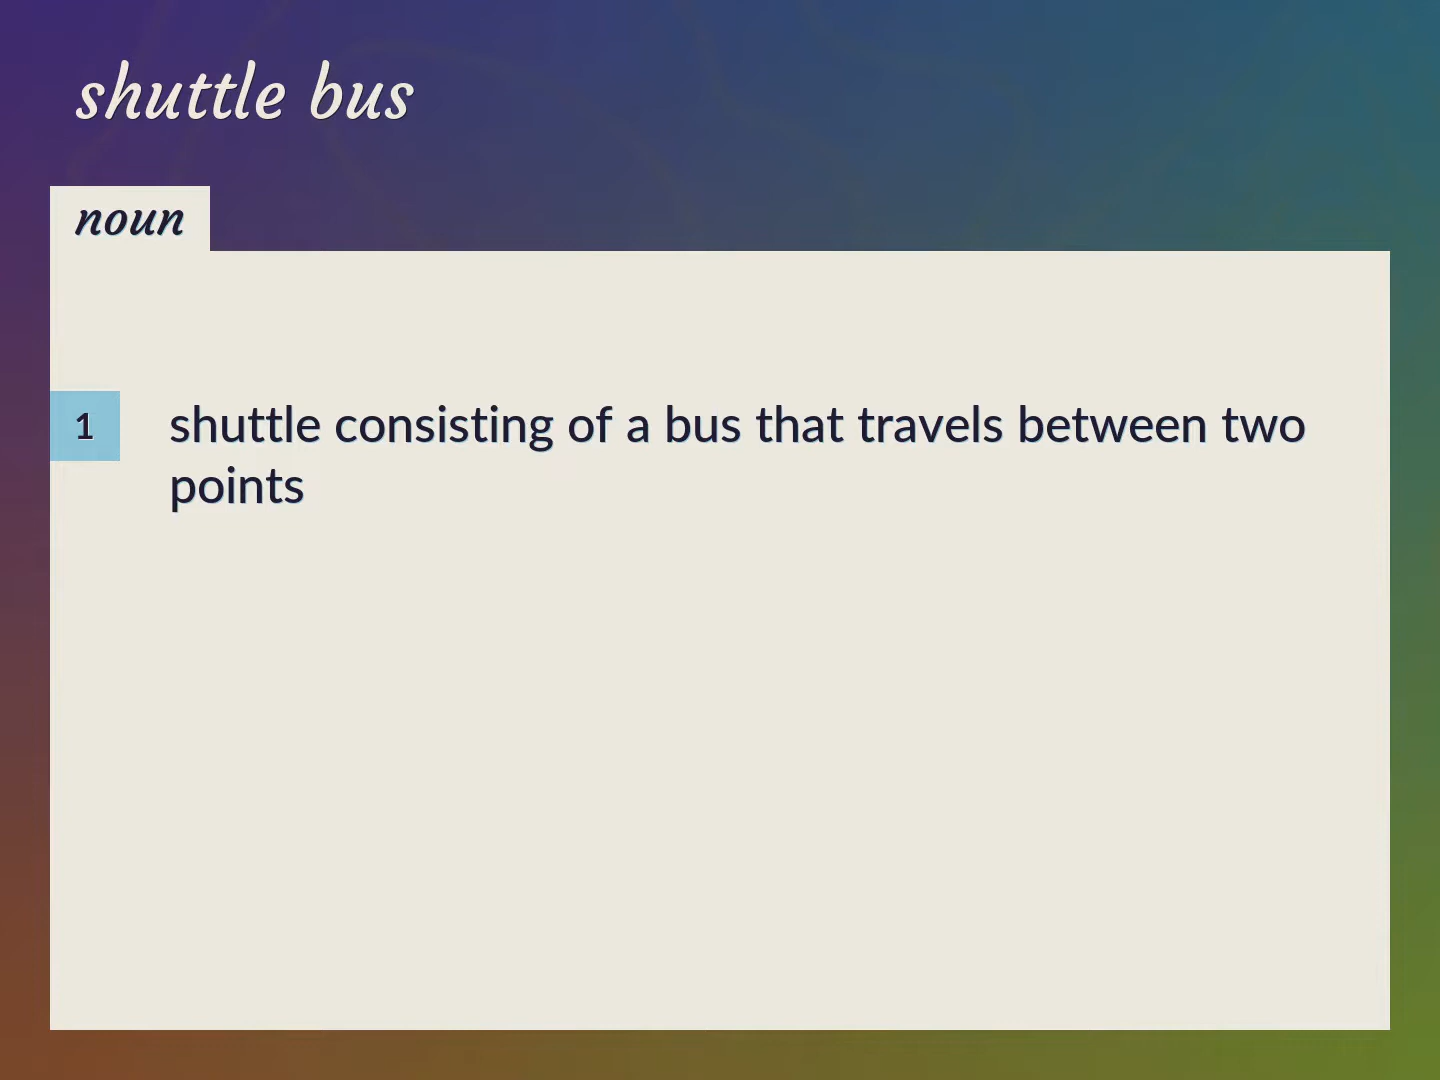 shuttle bus
noun
1 shuttle consisting of a bus that travels between two
points